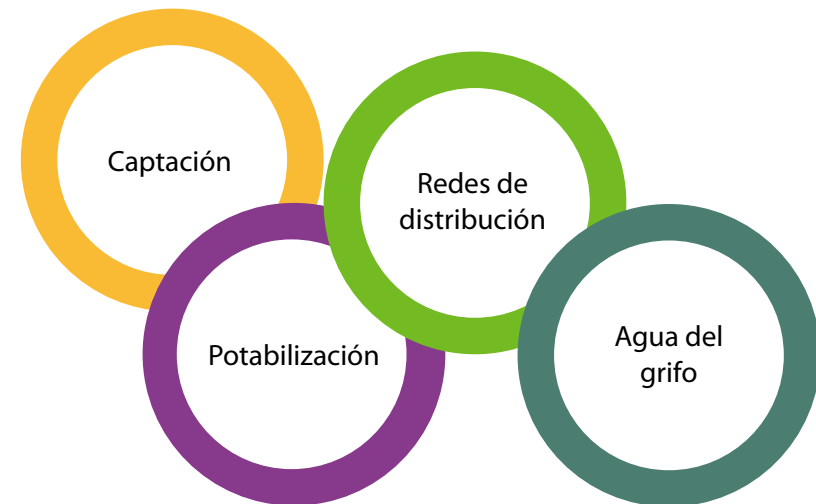 Captación
Potabilización
Redes de
distribución
Agua del
grifo